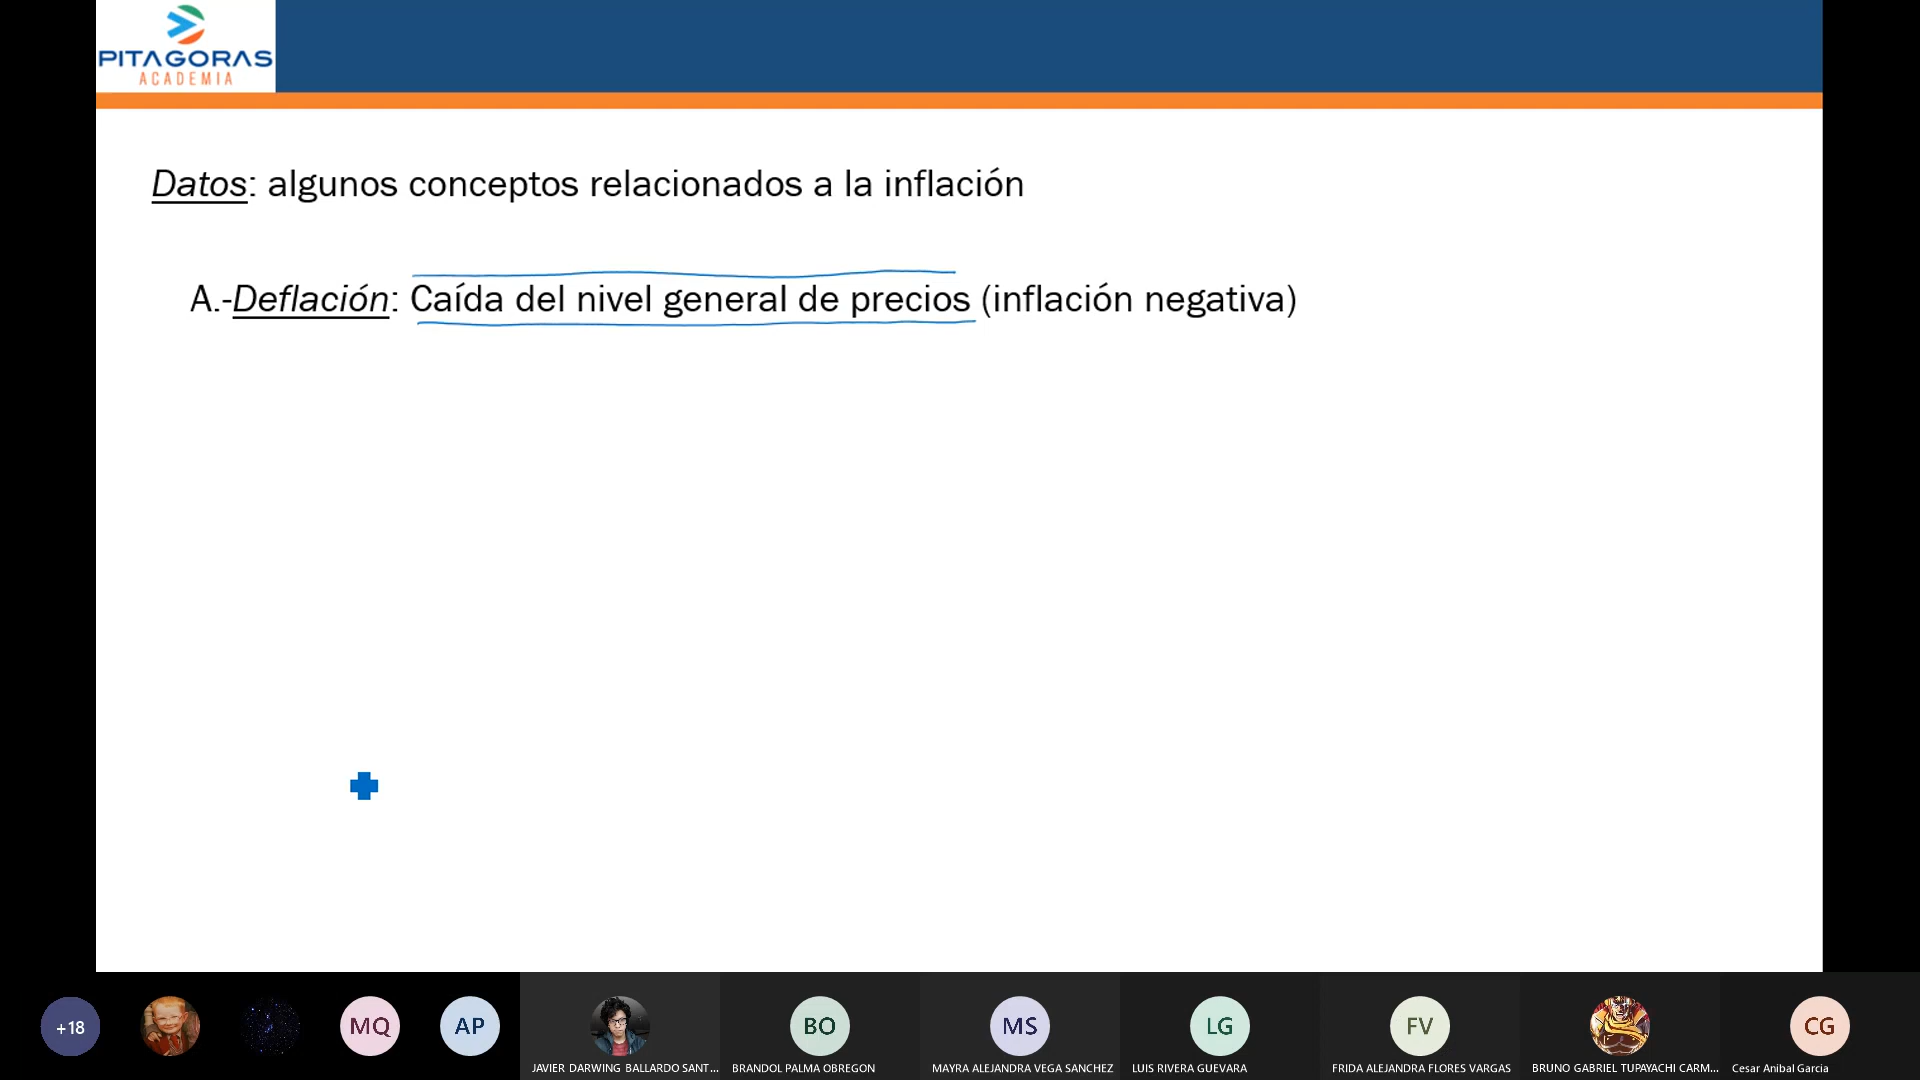 PITAGORAS
ACADEMIA
Datos: algunos conceptos relacionados a la inflación
A.-Deflación: Caída del nivel general de precios (inflación negativa)
+18
MQ
AP
BO
MS
LG
FV
CG
JAVIER DARWING BALLARDO SANT...
BRANDOL PALMA OBREGON
MAYRA ALEJANDRA VEGA SANCHEZ
LUIS RIVERA GUEVARA
FRIDA ALEJANDRA FLORES VARGAS
BRUNO GABRIEL TUPAYACHI CARM...
Cesar Anibal Garcia